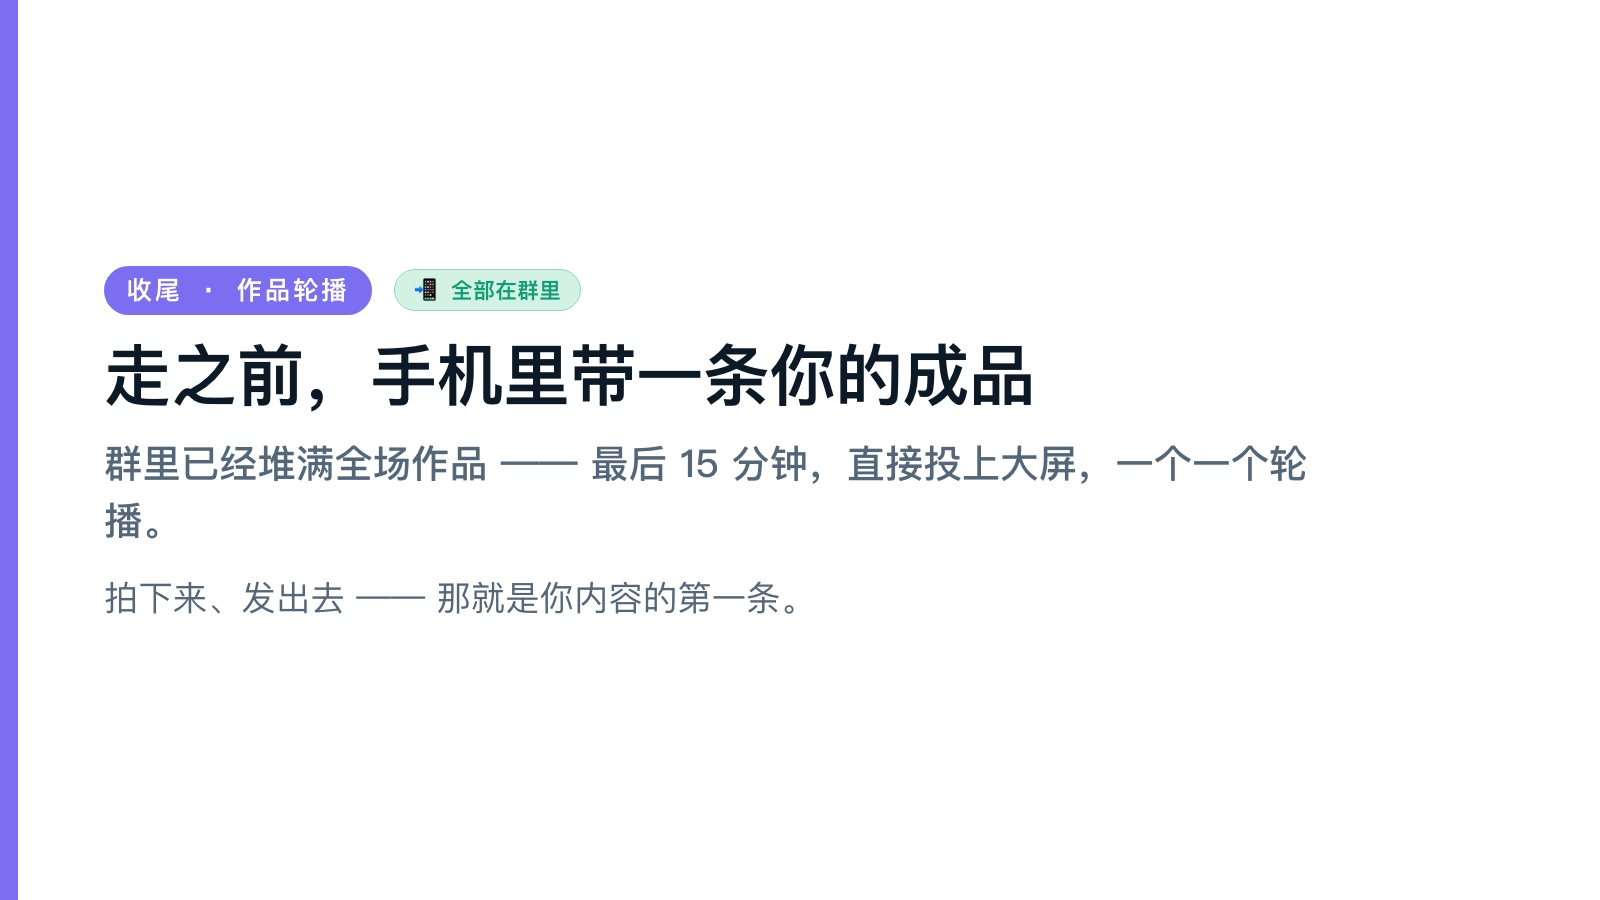 收尾 · 作品轮播
📲 全部在群里
走之前，手机里带一条你的成品
群里已经堆满全场作品 —— 最后 15 分钟，直接投上大屏，一个一个轮
播。
拍下来、发出去 —— 那就是你内容的第一条。